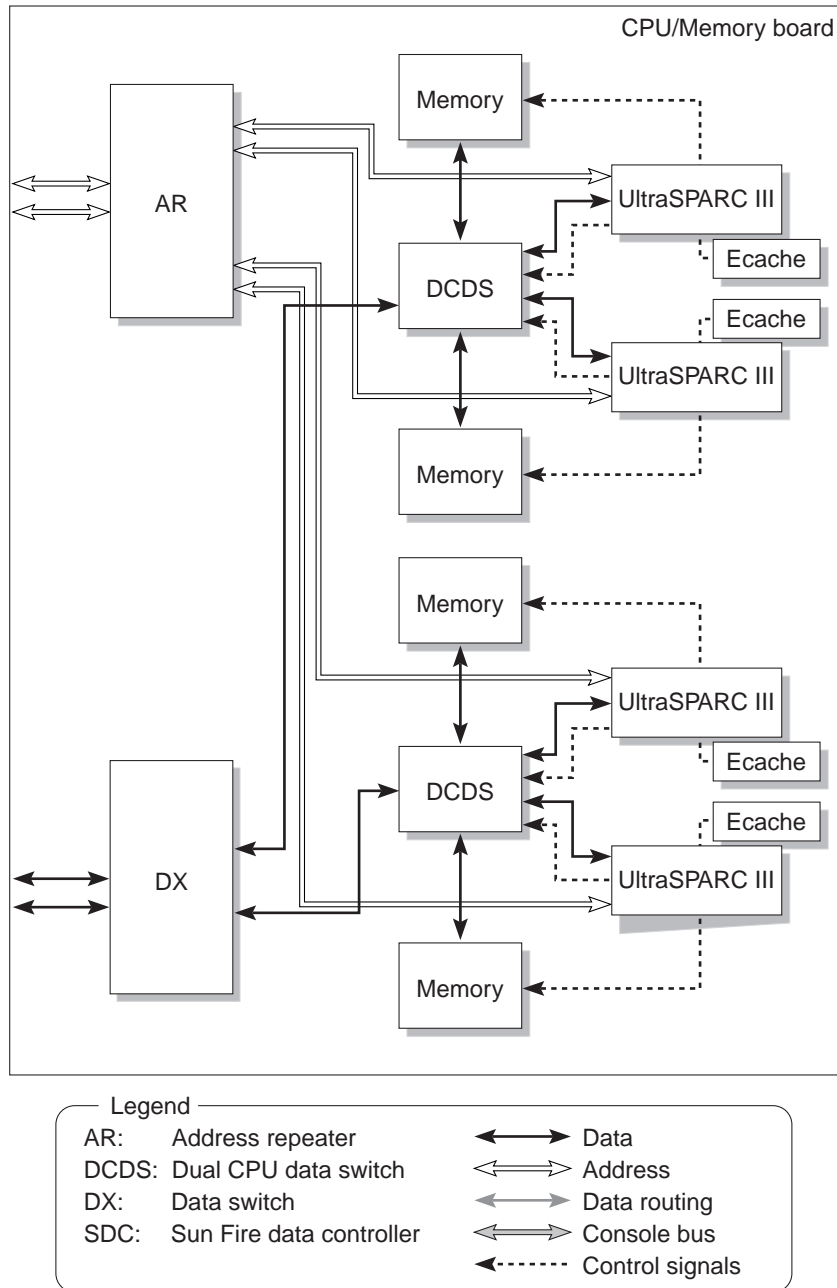 CPU/Memory board
Memory
AR
UltraSPARC III
Ecache
DCDS
Ecache
UltraSPARC III
Memory
Memory
UltraSPARC III
Ecache
DCDS
Ecache
DX
UltraSPARC III
Memory
Legend
AR: Address repeater
DCDS: Dual CPU data switch
DX: Data switch
SDC: Sun Fire data controller
Data
Address
Data routing
Console bus
Control signals